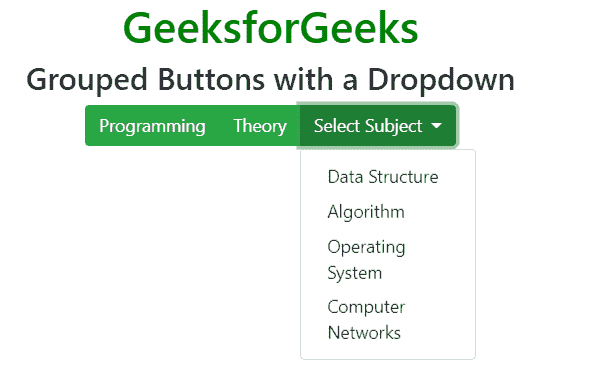 GeeksforGeeks
Grouped Buttons with a Dropdown
Programming Theory Select Subject
Data Structure
Algorithm
Operating
System
Computer
Networks